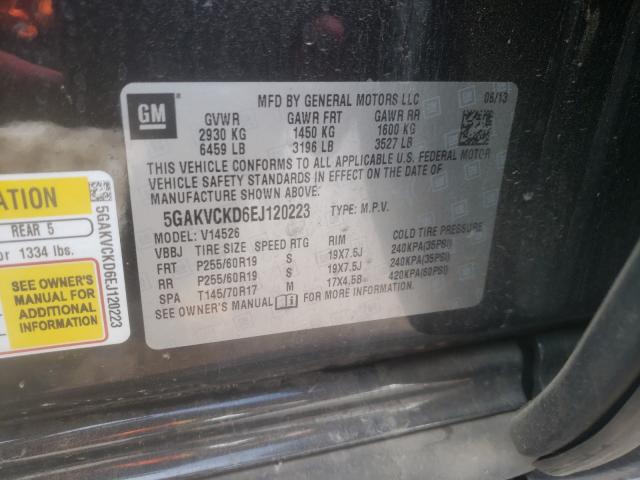 GM
MFD BY GENERAL MOTORS LLC 06/13
GVWR GAWR FRT GAWR RR
2930 KG 1450 KG 1600 KG
6459 LB 3196 LB 3527 LB
THIS VEHICLE CONFORMS TO ALL APPLICABLE U.S. FEDERAL MOTOR
VEHICLE SAFETY STANDARDS IN EFFECT ON THE DATE OF
MANUFACTURE SHOWN ABOVE.
5GAKVCKD6EJ120223 TYPE: M.P.V.
MODEL: V14526
VBBJ TIRE SIZE SPEED RTG RIM COLD TIRE PRESSURE
FRT P255/60R19 S 19X7.5J 240KPA(35PSI)
RR P255/60R19 S 19X7.5J 240KPA(35PSI)
SPA T145/70R17 M 17X4.5B 420KPA(60PSI)
SEE OWNER'S MANUAL FOR MORE INFORMATION.
ATION
REAR 5
or 1334 lbs.
SEE OWNER'S
MANUAL FOR
ADDITIONAL
INFORMATION
5GAKVCKD6EJ120223